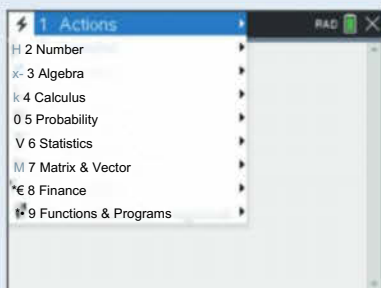 1 Actions
RAD
H 2 Number
x- 3 Algebra
k 4 Calculus
0 5 Probability
V 6 Statistics
M 7 Matrix & Vector
*€ 8 Finance
9 Functions & Programs